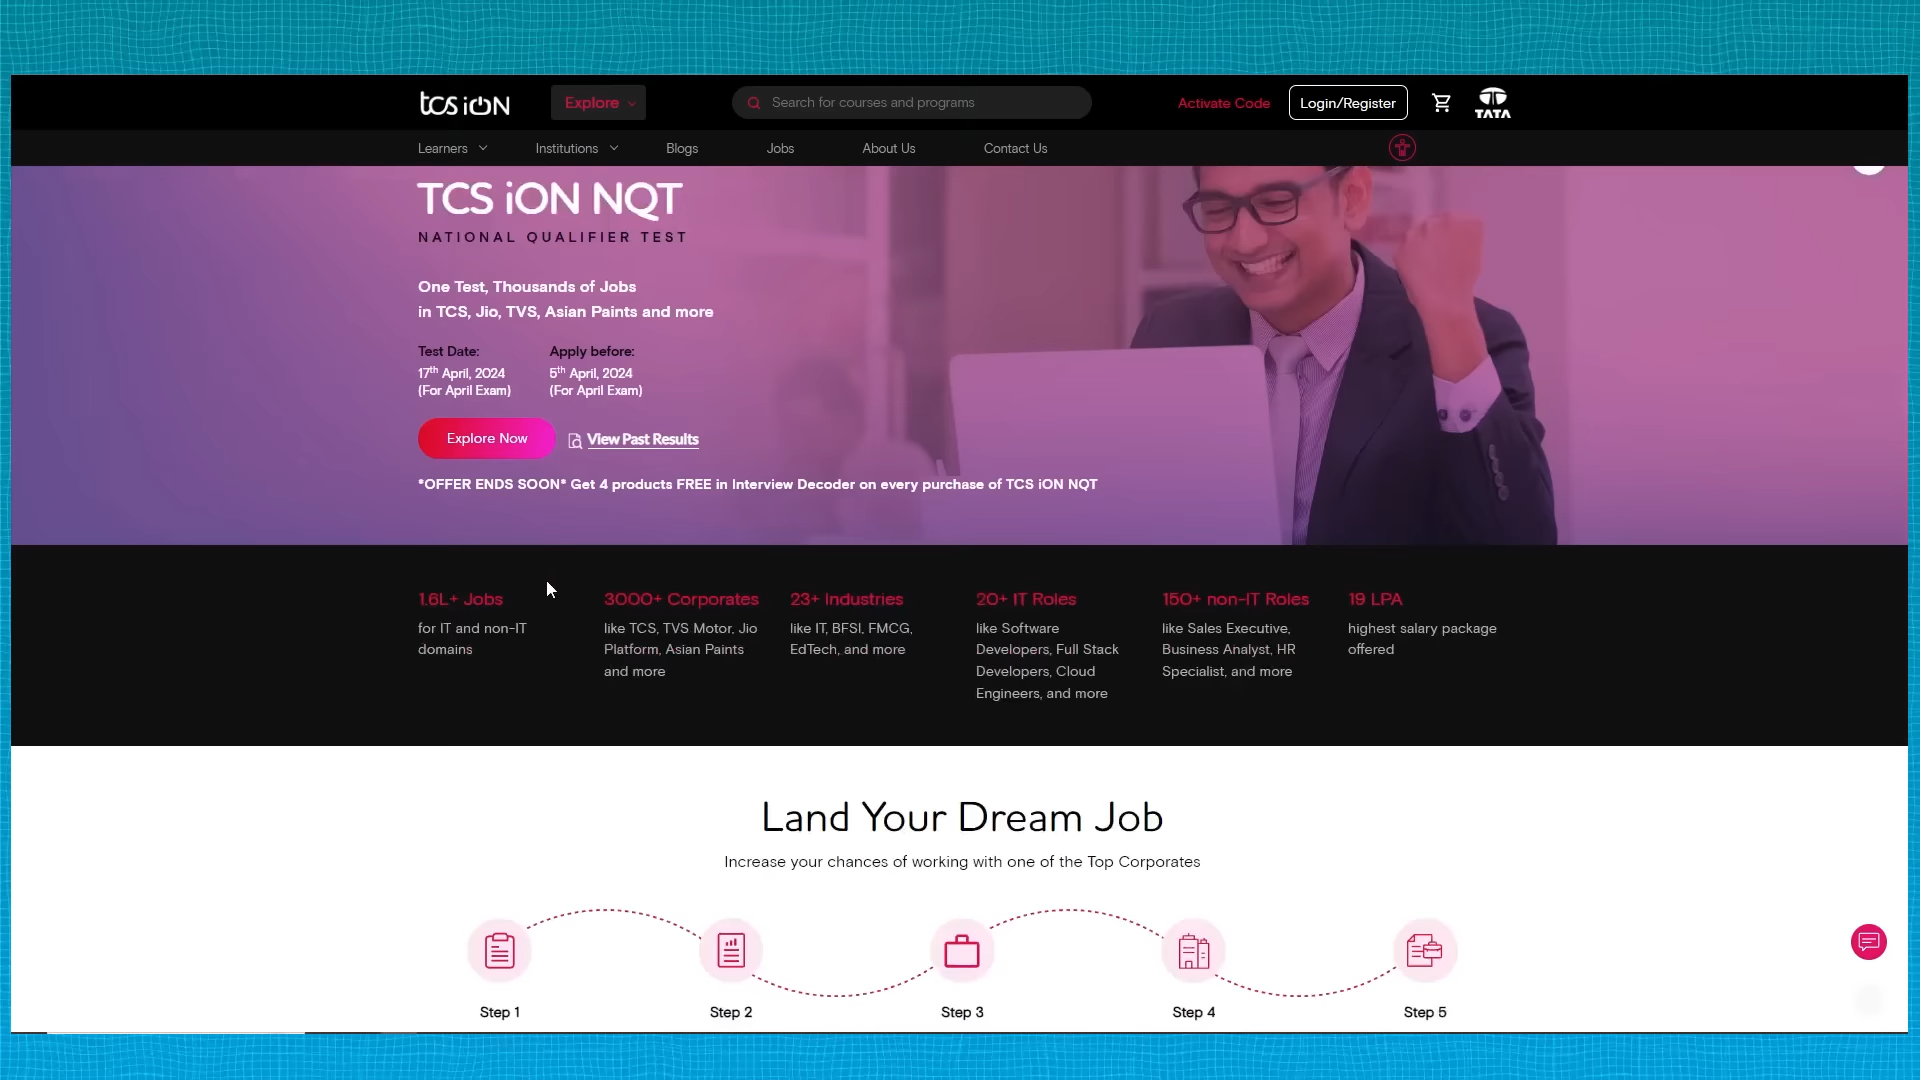 tcs iON
Explore
Search for courses and programs
Activate Code
Login/Register
TATA
Learners
Institutions
Blogs
Jobs
About Us
Contact Us
TCS iON NQT
NATIONAL QUALIFIER TEST
One Test, Thousands of Jobs
in TCS, Jio, TVS, Asian Paints and more
Test Date:
17th April, 2024
(For April Exam)
Apply before:
5th April, 2024
(For April Exam)
Explore Now
View Past Results
*OFFER ENDS SOON* Get 4 products FREE in Interview Decoder on every purchase of TCS iON NQT
1.6L+ Jobs
for IT and non-IT
domains
3000+ Corporates
like TCS, TVS Motor, Jio
Platform, Asian Paints
and more
23+ Industries
like IT, BFSI, FMCG,
EdTech, and more
20+ IT Roles
like Software
Developers, Full Stack
Developers, Cloud
Engineers, and more
150+ non-IT Roles
like Sales Executive,
Business Analyst, HR
Specialist, and more
19 LPA
highest salary package
offered
Land Your Dream Job
Increase your chances of working with one of the Top Corporates
Step 1
Step 2
Step 3
Step 4
Step 5